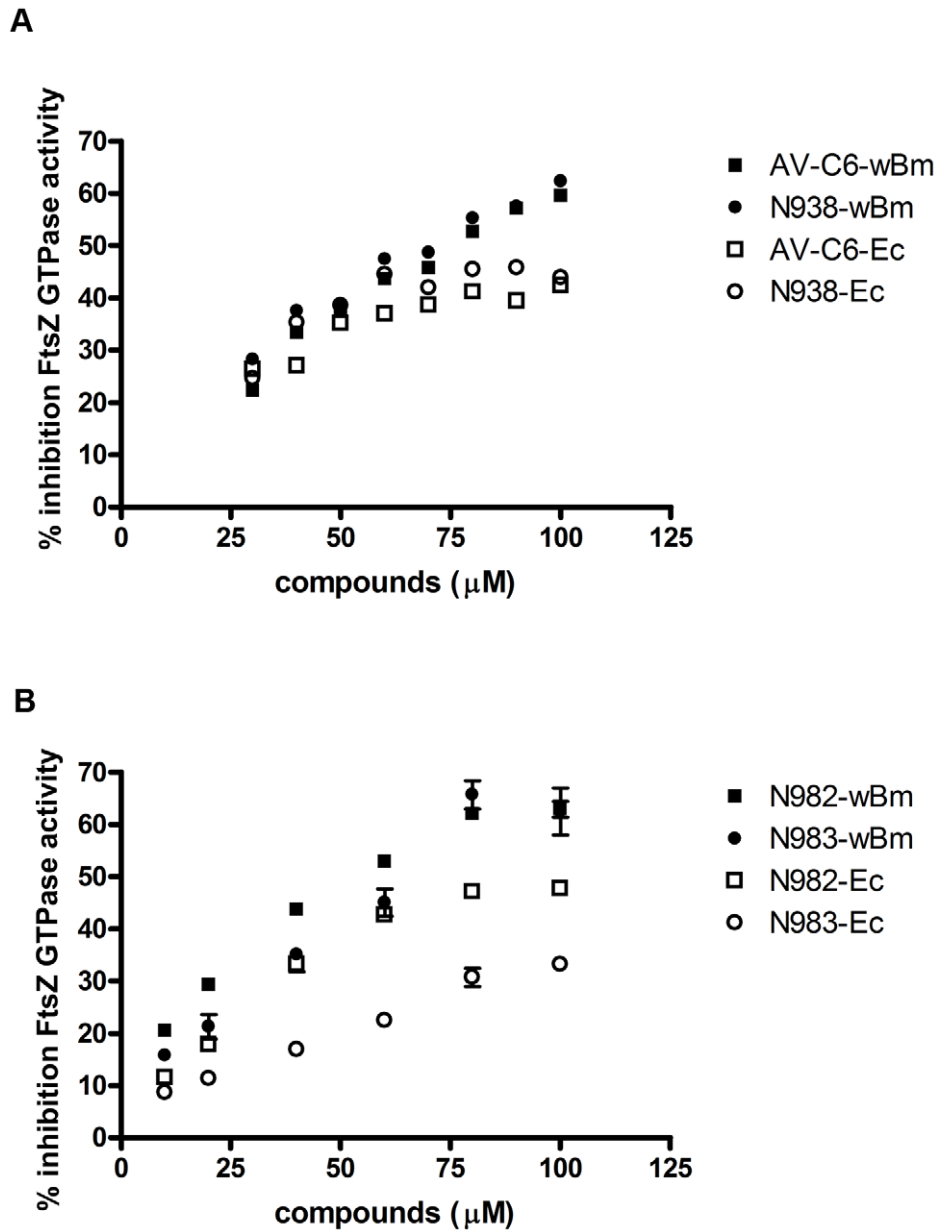 A
% inhibition FtsZ GTPase activity
70
60
50
40
30
20
10
0
0 25 50 75 100 125
compounds (μM)
AV-C6-wBm
N938-wBm
AV-C6-Ec
N938-Ec
B
% inhibition FtsZ GTPase activity
70
60
50
40
30
20
10
0
0 25 50 75 100 125
compounds (μM)
N982-wBm
N983-wBm
N982-Ec
N983-Ec